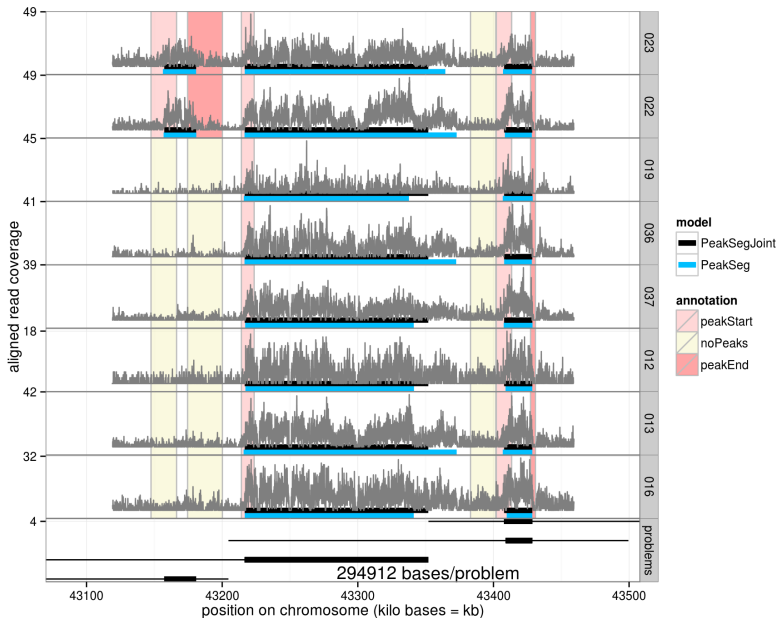 49
023
49
022
45
019
41
036
39
037
18
012
42
013
32
016
4
problems
294912 bases/problem
43100
43200
43300
43400
43500
position on chromosome (kilo bases = kb)
aligned read coverage
model
PeakSegJoint
PeakSeg
annotation
peakStart
noPeaks
peakEnd